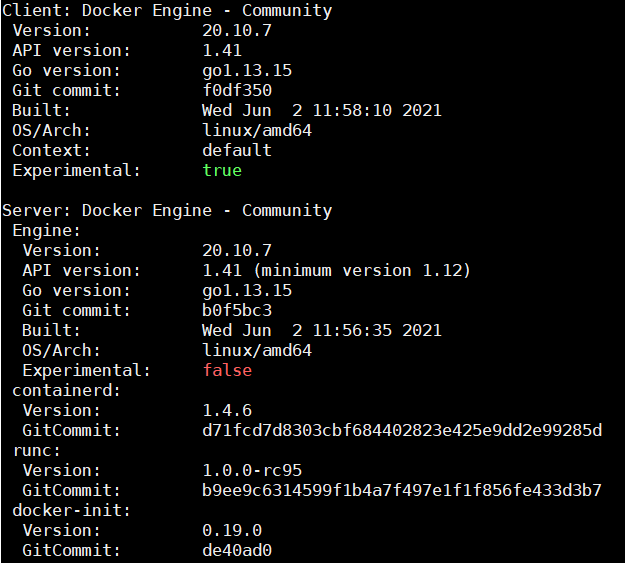 Client: Docker Engine - Community
 Version:           20.10.7
 API version:       1.41
 Go version:        go1.13.15
 Git commit:        f0df350
 Built:             Wed Jun  2 11:58:10 2021
 OS/Arch:           linux/amd64
 Context:           default
 Experimental:      true

Server: Docker Engine - Community
 Engine:
  Version:          20.10.7
  API version:      1.41 (minimum version 1.12)
  Go version:       go1.13.15
  Git commit:       b0f5bc3
  Built:            Wed Jun  2 11:56:35 2021
  OS/Arch:          linux/amd64
  Experimental:     false
 containerd:
  Version:          1.4.6
  GitCommit:        d71fcd7d8303cbf684402823e425e9dd2e99285d
 runc:
  Version:          1.0.0-rc95
  GitCommit:        b9ee9c6314599f1b4a7f497e1f1f856fe433d3b7
 docker-init:
  Version:          0.19.0
  GitCommit:        de40ad0